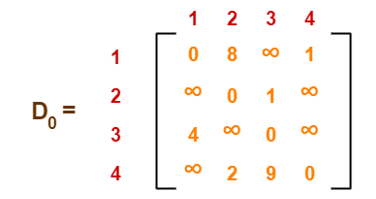 1 2 3 4
1 0 8 ∞ 1
2 ∞ 0 1 ∞
D0 =
3 4 ∞ 0 ∞
4 ∞ 2 9 0